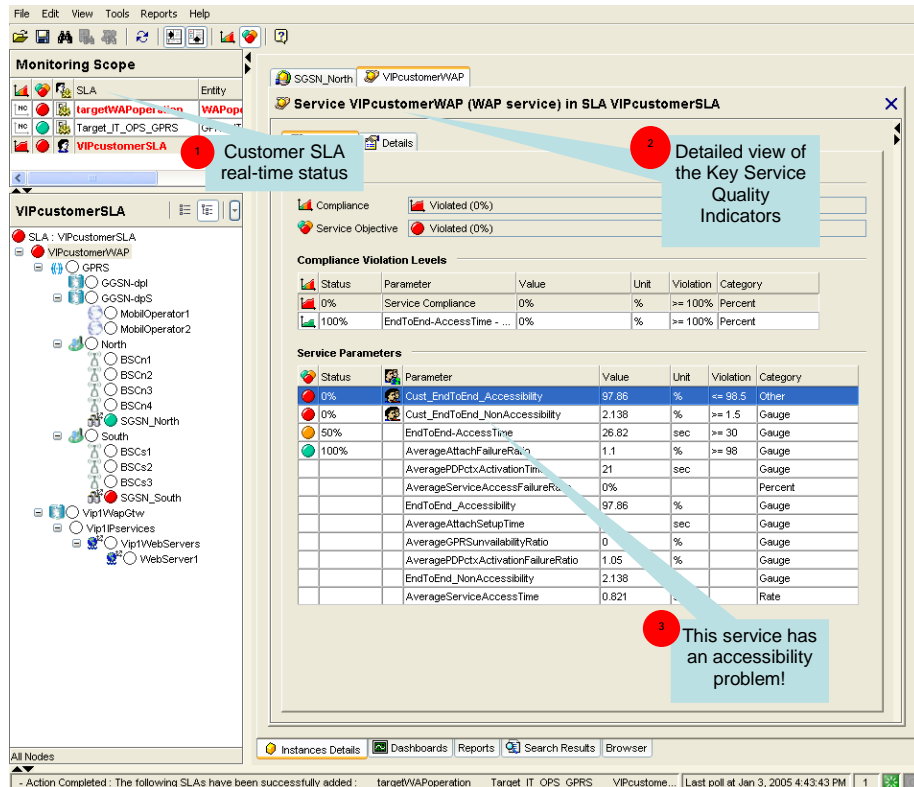 File Edit View Tools Reports Help
Monitoring Scope
SLA Entity
targetWAPoperation WAPope
Target_IT_OPS_GPRS
VIPcustomerSLA
1
Customer SLA
real-time status
VIPcustomerSLA
SLA : VIPcustomerSLA
VIPcustomerWAP
GPRS
GGSN-dpl
GGSN-dpS
MobilOperator1
MobilOperator2
North
BSCn1
BSCn2
BSCn3
BSCn4
SGSN_North
South
BSCs1
BSCs2
BSCs3
SGSN_South
Vip1WapGtw
Vip1IPservices
Vip1WebServers
WebServer1
All Nodes
SGSN_North VIPcustomerWAP
Service VIPcustomerWAP (WAP service) in SLA VIPcustomerSLA
Details
2
Detailed view of
the Key Service
Quality
Indicators
Compliance Violated (0%)
Service Objective Violated (0%)
Compliance Violation Levels
Status Parameter Value Unit Violation Category
0% Service Compliance 0% % >= 100% Percent
100% EndToEnd-AccessTime - ... 0% % >= 100% Percent
Service Parameters
Status Parameter Value Unit Violation Category
0% Cust_EndToEnd_Accessibility 97.86 % <= 98.5 Other
0% Cust_EndToEnd_NonAccessibility 2.138 % >= 1.5 Gauge
50% EndToEnd-AccessTime 26.82 sec >= 30 Gauge
100% AverageAttachFailureRatio 1.1 % >= 98 Gauge
AveragePDPctxActivationTime 21 sec Gauge
AverageServiceAccessFailureRatio 0% Percent
EndToEnd_Accessibility 97.86 % Gauge
AverageAttachSetupTime sec Gauge
AverageGPRSunvailabilityRatio 0 % Gauge
AveragePDPctxActivationFailureRatio 1.05 % Gauge
EndToEnd_NonAccessibility 2.138 Gauge
AverageServiceAccessTime 0.821 Rate
3
This service has
an accessibility
problem!
Instances Details Dashboards Reports Search Results Browser
- Action Completed : The following SLAs have been successfully added : targetWAPoperation Target_IT_OPS_GPRS VIPcustome... Last poll at Jan 3, 2005 4:43:43 PM 1